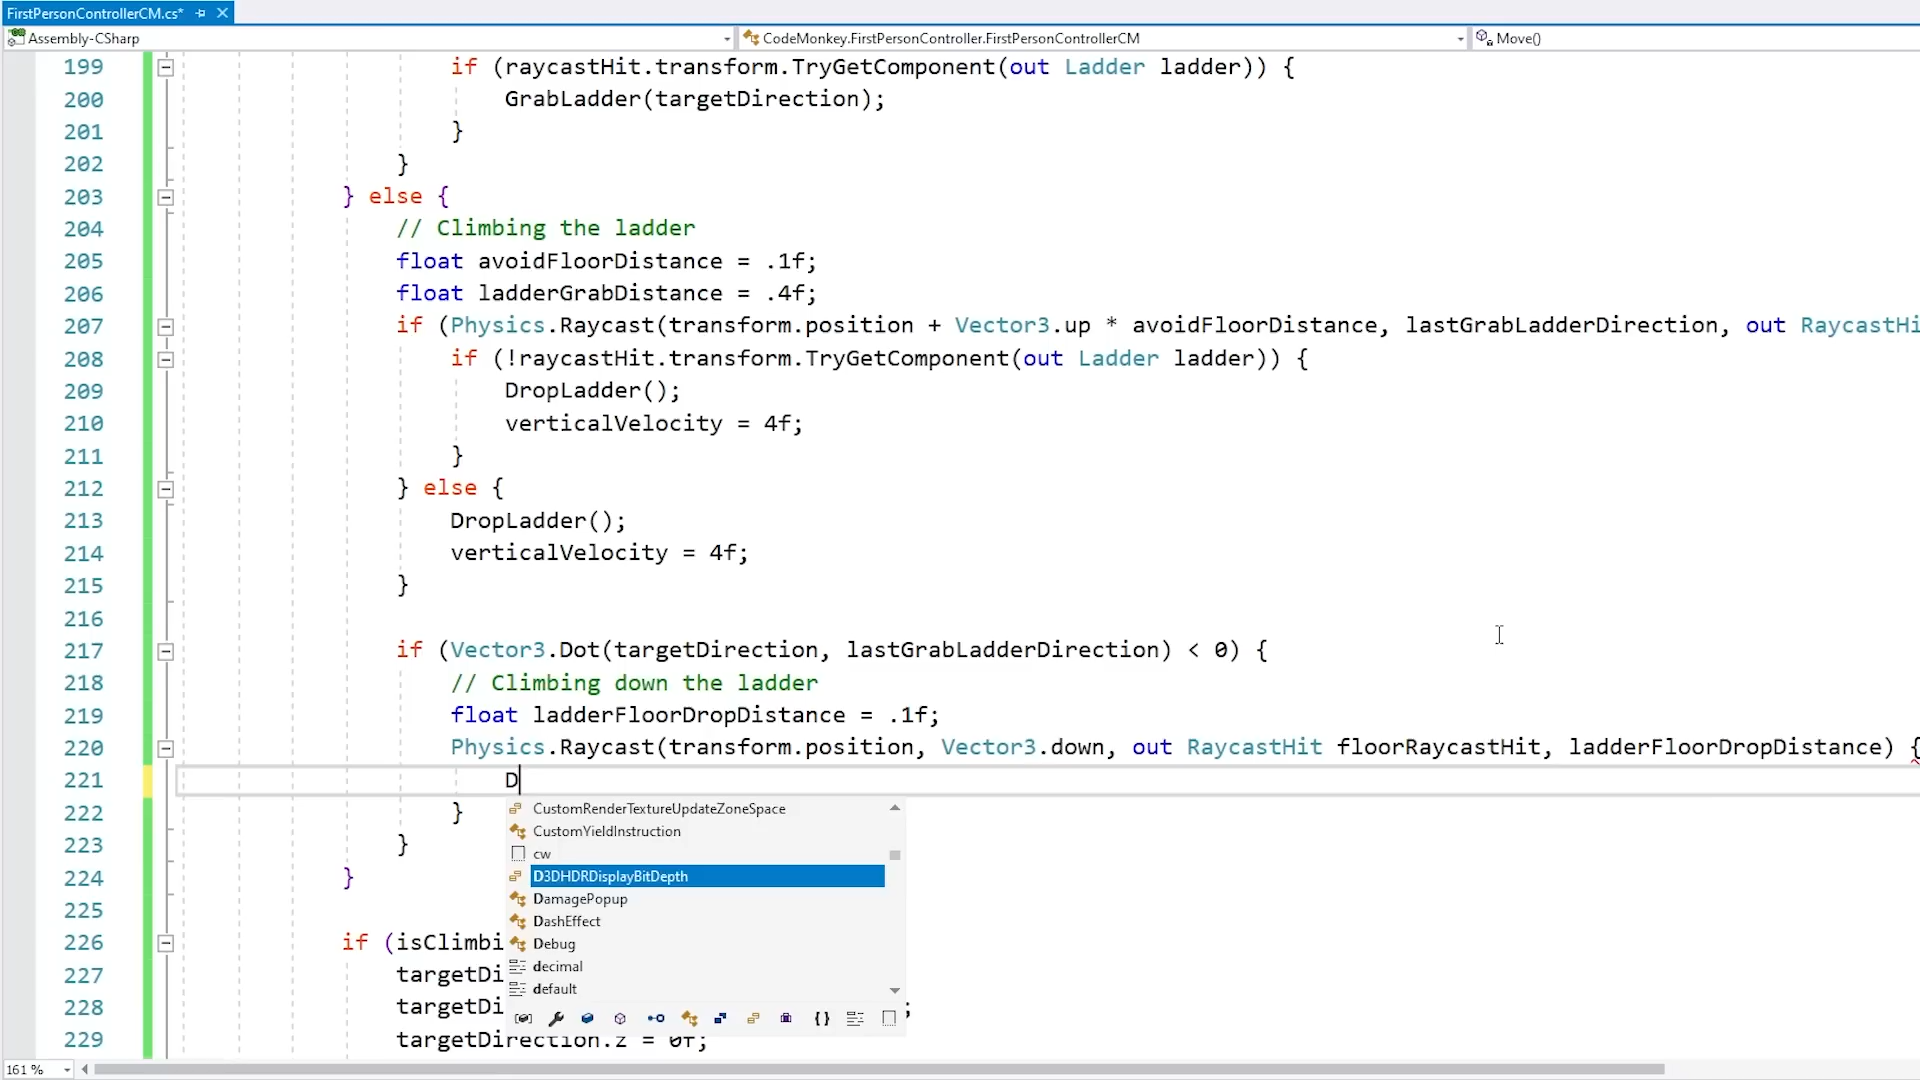 FirstPersonControllerCM.cs*
Assembly-CSharp
CodeMonkey.FirstPersonController.FirstPersonControllerCM
Move()
199 if (raycastHit.transform.TryGetComponent(out Ladder ladder)) {
200 GrabLadder(targetDirection);
201 }
202 }
203 } else {
204 // Climbing the ladder
205 float avoidFloorDistance = .1f;
206 float ladderGrabDistance = .4f;
207 if (Physics.Raycast(transform.position + Vector3.up * avoidFloorDistance, lastGrabLadderDirection, out RaycastHi
208 if (!raycastHit.transform.TryGetComponent(out Ladder ladder)) {
209 DropLadder();
210 verticalVelocity = 4f;
211 }
212 } else {
213 DropLadder();
214 verticalVelocity = 4f;
215 }
216
217 if (Vector3.Dot(targetDirection, lastGrabLadderDirection) < 0) {
218 // Climbing down the ladder
219 float ladderFloorDropDistance = .1f;
220 Physics.Raycast(transform.position, Vector3.down, out RaycastHit floorRaycastHit, ladderFloorDropDistance) {
221 D
222 }
CustomRenderTextureUpdateZoneSpace
CustomYieldInstruction
223 }
cw
224 }
D3DHDRDisplayBitDepth
DamagePopup
225
DashEffect
226 if (isClimbi
Debug
227 targetDi
decimal
default
228 targetDi ;
229 targetDirection.z = 0f;
161 %